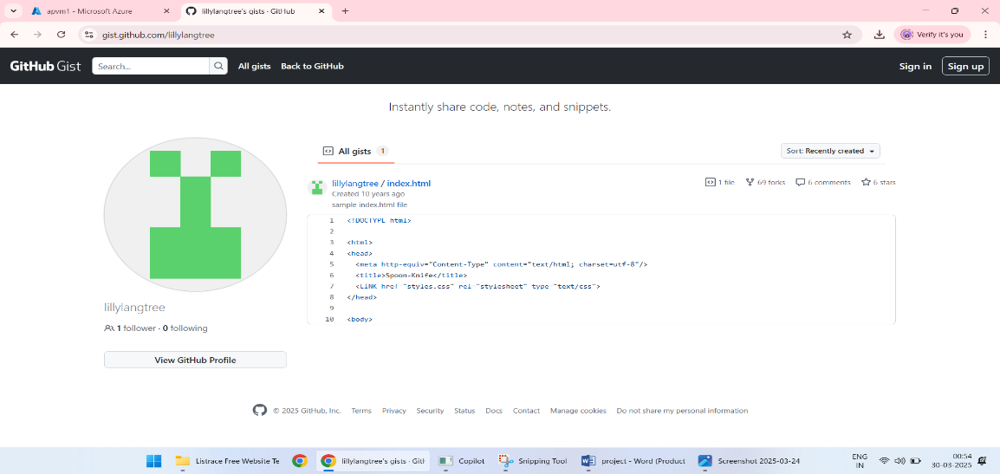 apvm1 - Microsoft Azure
lillylangtree's gists · GitHub
gist.github.com/lillylangtree
Verify it's you
GitHub Gist
Search...
All gists
Back to GitHub
Sign in
Sign up
Instantly share code, notes, and snippets.
All gists 1
Sort: Recently created
lillylangtree / index.html
1 file
69 forks
6 comments
6 stars
Created 10 years ago
sample index.html file
1 <!DOCTYPE html>
2
3 <html>
4 <head>
5 <meta http-equiv="Content-Type" content="text/html; charset=utf-8"/>
6 <title>Spoon-Knife</title>
7 <LINK href="styles.css" rel="stylesheet" type="text/css">
8 </head>
9
10 <body>
lillylangtree
1 follower · 0 following
View GitHub Profile
© 2025 GitHub, Inc.
Terms
Privacy
Security
Status
Docs
Contact
Manage cookies
Do not share my personal information
Listrace Free Website Te
lillylangtree's gists · Gith
Copilot
Snipping Tool
project - Word (Product
Screenshot 2025-03-24
ENG
IN
00:54
30-03-2025